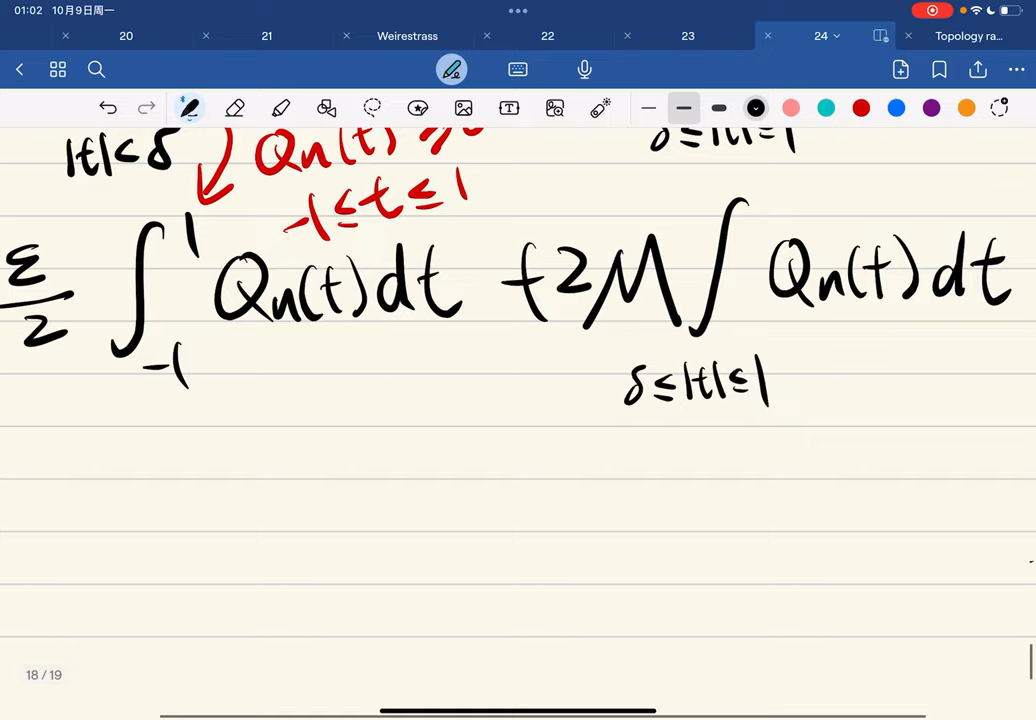 01:02 10月9日周一
20 21 Weirestrass 22 23 24 Topology ra...
|t|<δ Qn(t) ≥0 δ≤|t|≤1
-1≤t≤1
ε/2 ∫_{-1}^{1} Qn(t)dt +2M ∫ Qn(t)dt
δ≤|t|≤1
18 / 19